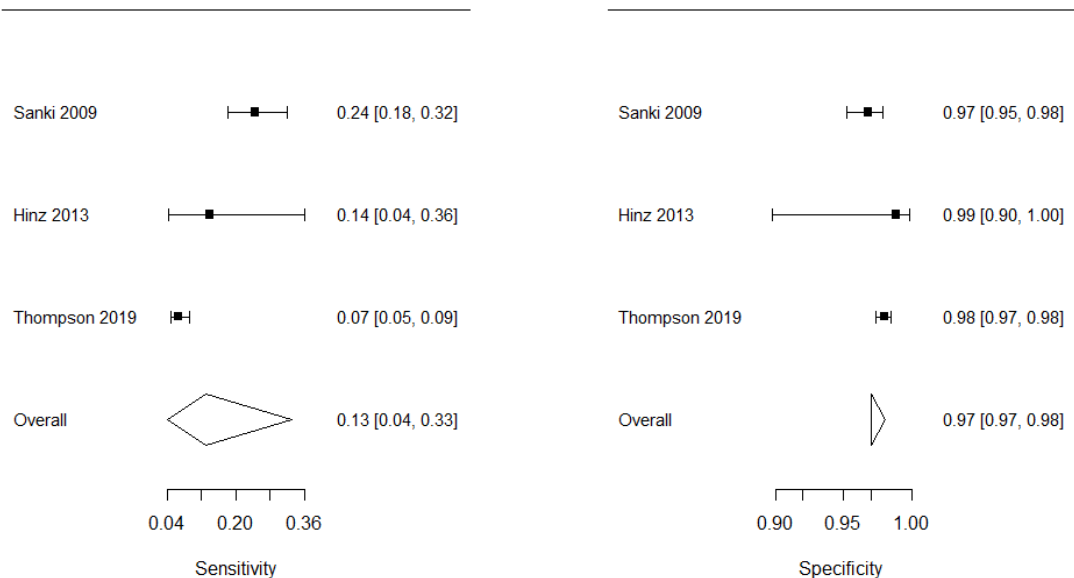 Sanki 2009 0.24 [0.18, 0.32]
Hinz 2013 0.14 [0.04, 0.36]
Thompson 2019 0.07 [0.05, 0.09]
Overall 0.13 [0.04, 0.33]
0.04 0.20 0.36
Sensitivity
Sanki 2009 0.97 [0.95, 0.98]
Hinz 2013 0.99 [0.90, 1.00]
Thompson 2019 0.98 [0.97, 0.98]
Overall 0.97 [0.97, 0.98]
0.90 0.95 1.00
Specificity